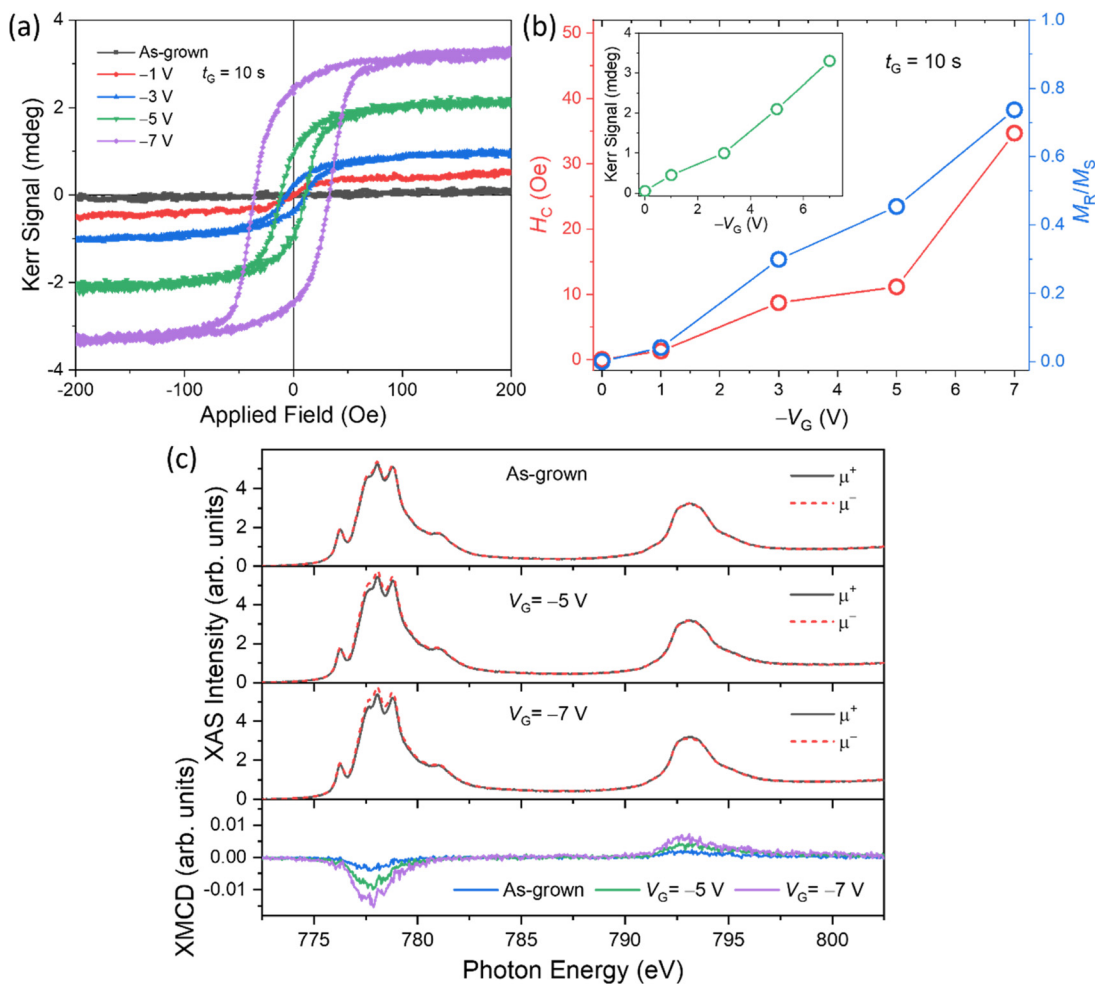 (a)
As-grown
−1 V
−3 V
−5 V
−7 V
tG = 10 s
Kerr Signal (mdeg)
4
2
0
-2
-4
-200
-100
0
100
200
Applied Field (Oe)
(b)
HC (Oe)
50
40
30
20
10
0
Kerr Signal (mdeg)
4
3
2
1
0
0
2
4
6
−VG (V)
tG = 10 s
1.0
0.8
0.6
0.4
0.2
0.0
MR/MS
0
1
2
3
4
5
6
7
−VG (V)
(c)
XAS Intensity (arb. units)
As-grown
μ+
μ−
4
2
0
VG= −5 V
μ+
μ−
4
2
0
VG= −7 V
μ+
μ−
4
2
0
XMCD (arb. units)
0.01
0.00
-0.01
As-grown
VG= −5 V
VG= −7 V
775
780
785
790
795
800
Photon Energy (eV)